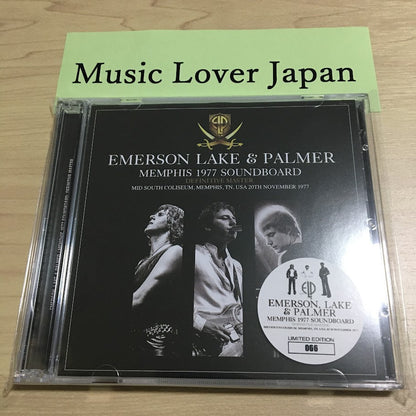 Music Lover Japan
EMERSON LAKE & PALMER
MEMPHIS 1977 SOUNDBOARD
DEFINITIVE MASTER
MID SOUTH COLISEUM, MEMPHIS, TN, USA 20TH NOVEMBER 1977
EMERSON, LAKE
& PALMER
MEMPHIS 1977 SOUNDBOARD
LIMITED EDITION
066